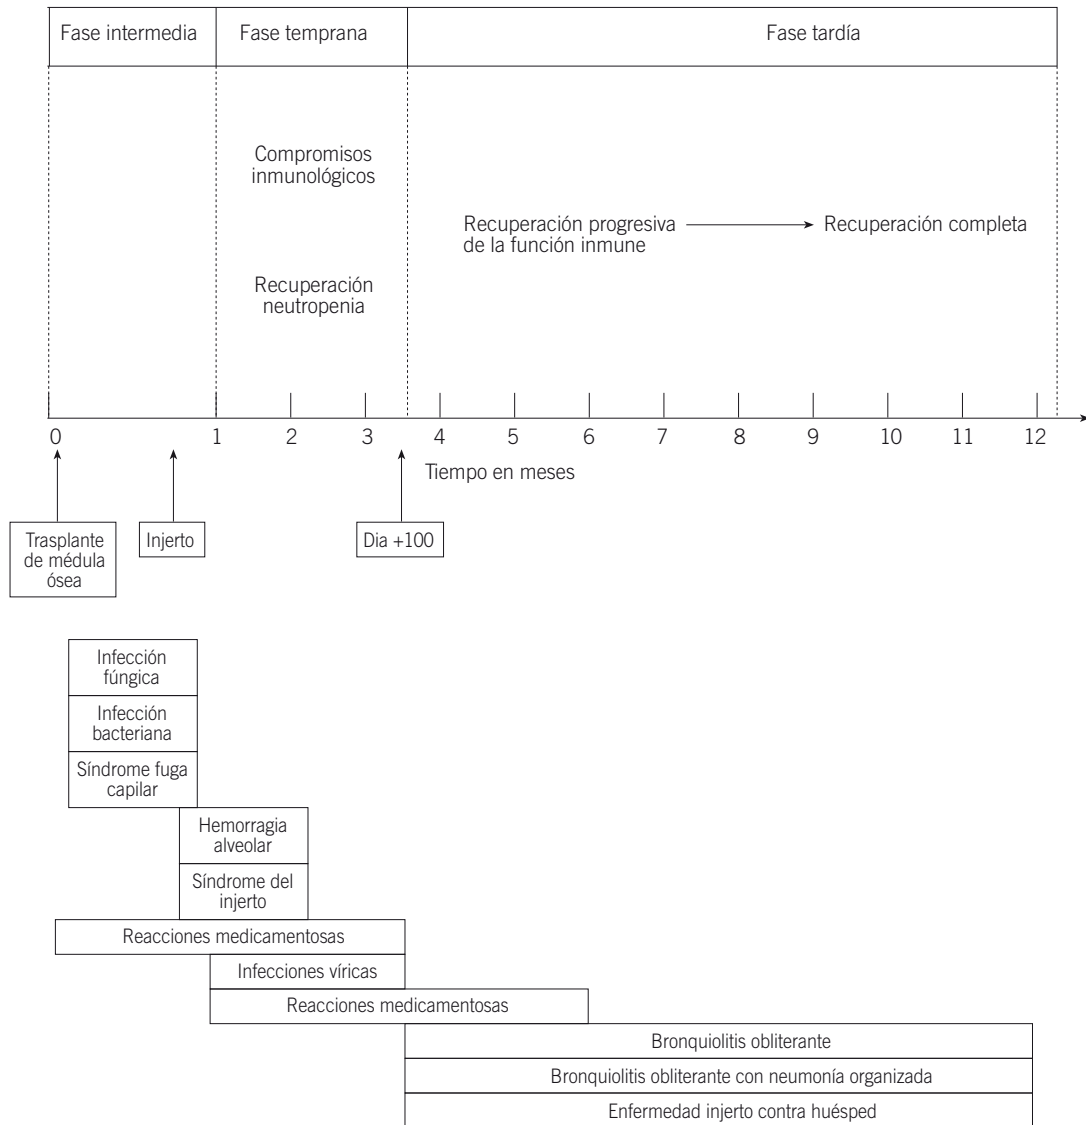 Fase intermedia
Fase temprana
Fase tardía
Compromisos
inmunológicos
Recuperación
neutropenia
Recuperación progresiva
de la función inmune
Recuperación completa
0 1 2 3 4 5 6 7 8 9 10 11 12
Tiempo en meses
Trasplante
de médula
ósea
Injerto
Dia +100
Infección
fúngica
Infección
bacteriana
Síndrome fuga
capilar
Hemorragia
alveolar
Síndrome del
injerto
Reacciones medicamentosas
Infecciones víricas
Reacciones medicamentosas
Bronquiolitis obliterante
Bronquiolitis obliterante con neumonía organizada
Enfermedad injerto contra huésped